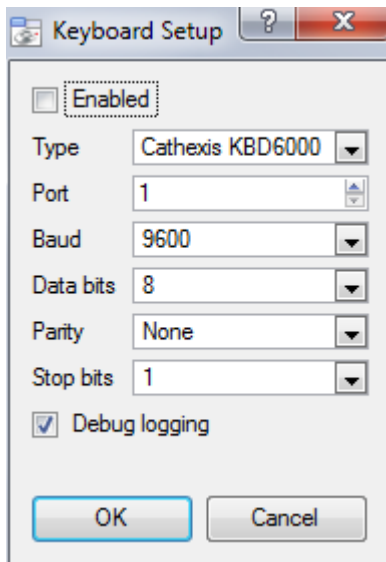 Keyboard Setup ? X
Enabled
Type Cathexis KBD6000
Port 1
Baud 9600
Data bits 8
Parity None
Stop bits 1
Debug logging
OK Cancel